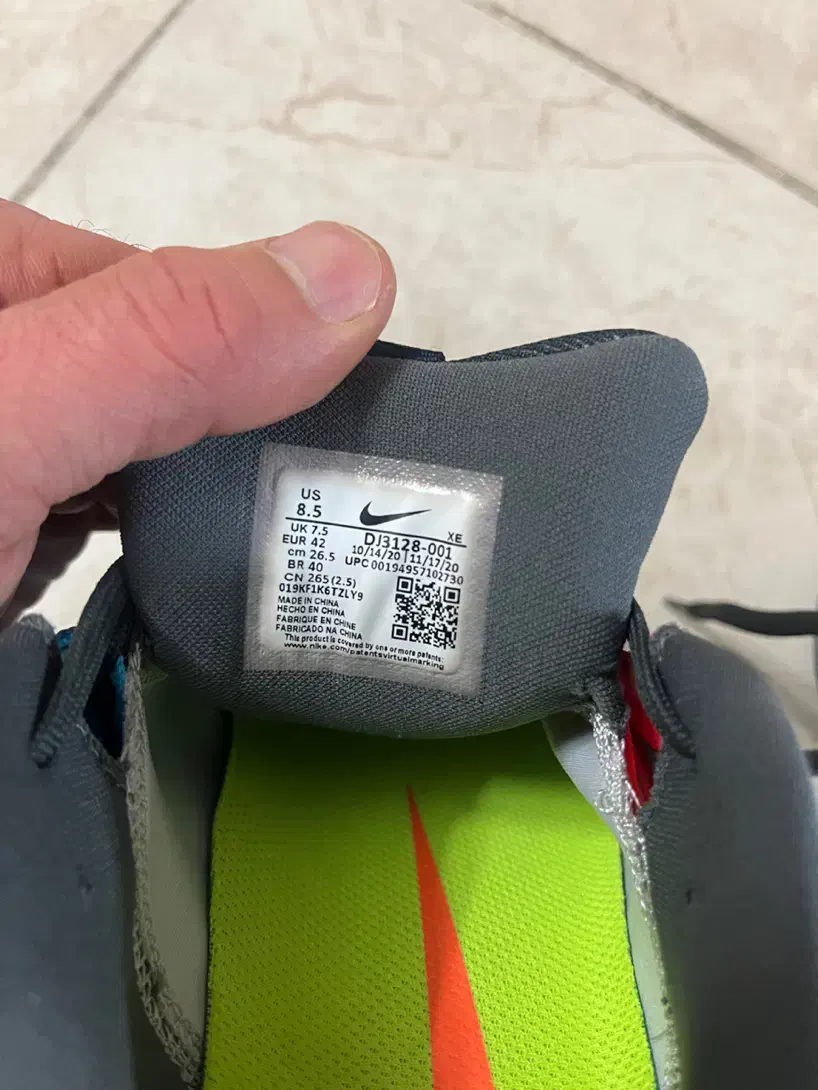 US
8.5
UK 7.5
EUR 42
cm 26.5
BR 40
CN 265(2.5)
019KF1K6TZLY9
XE
DJ3128-001
10/14/20 11/17/20
UPC 00194957102730
MADE IN CHINA
HECHO EN CHINA
FABRIQUE EN CHINE
FABRICADO NA CHINA
This product is covered by one or more patents:
www.nike.com/patentsvirtualmarking